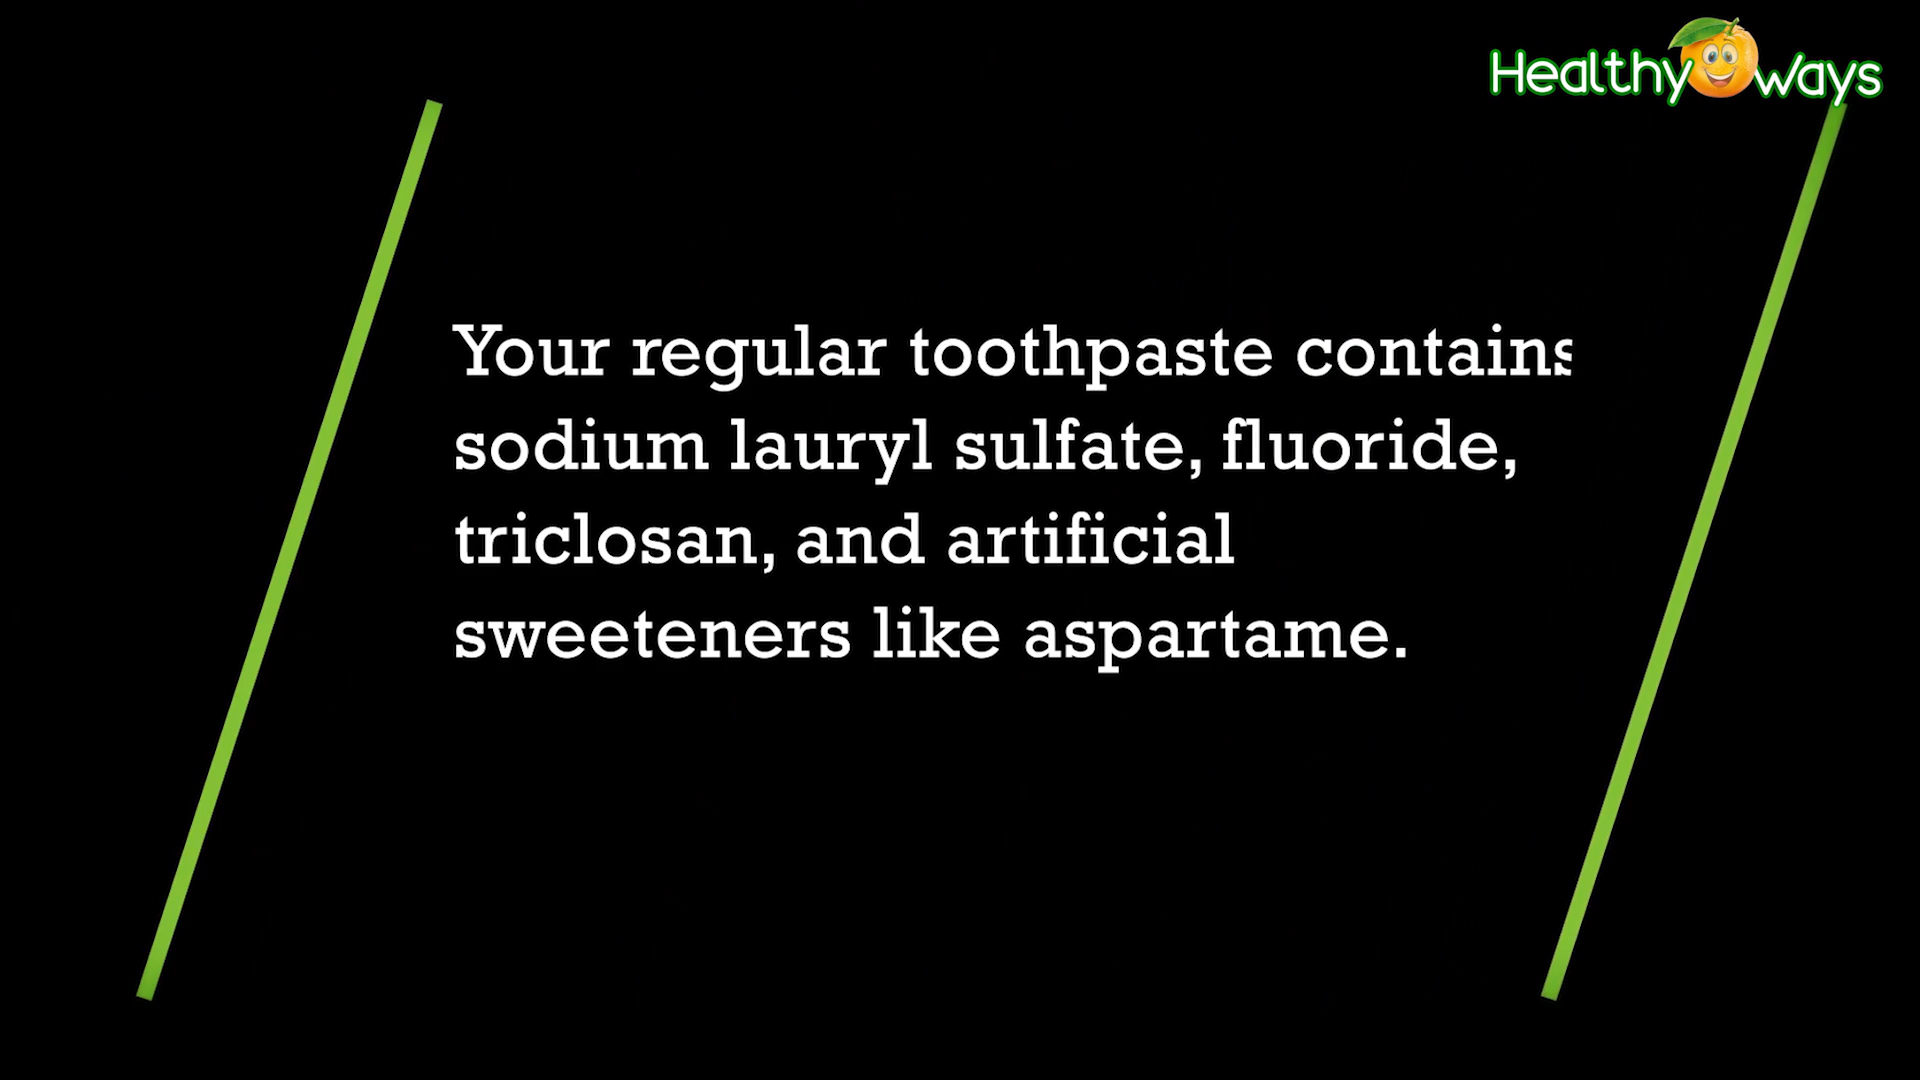 Healthy ways
Your regular toothpaste contains
sodium lauryl sulfate, fluoride,
triclosan, and artificial
sweeteners like aspartame.